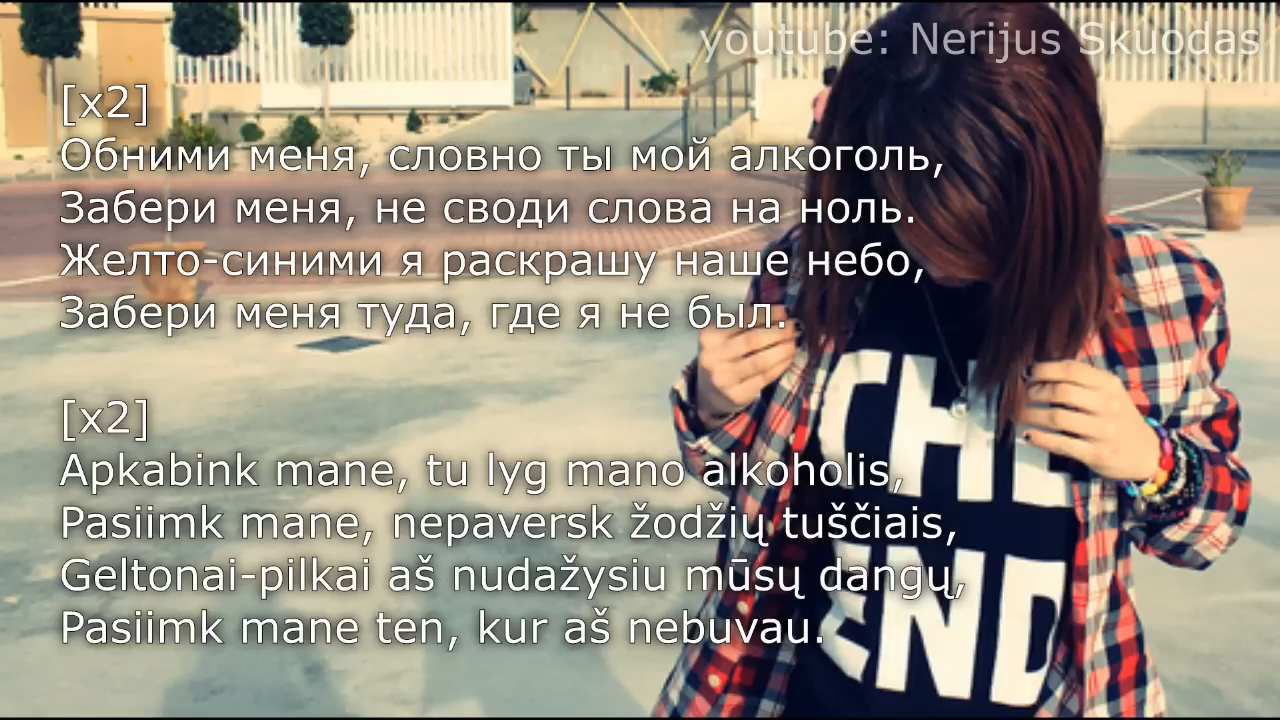 youtube: Nerijus Skuodas
[x2]
Обними меня, словно ты мой алкоголь,
Забери меня, не своди слова на ноль.
Желто-синими я раскрашу наше небо,
Забери меня туда, где я не был.
[x2]
Apkabink mane, tu lyg mano alkoholis,
Pasiimk mane, nepaversk žodžių tuščiais,
Geltonai-pilkai aš nudažysiu mūsų dangų,
Pasiimk mane ten, kur aš nebuvau.
THE
END